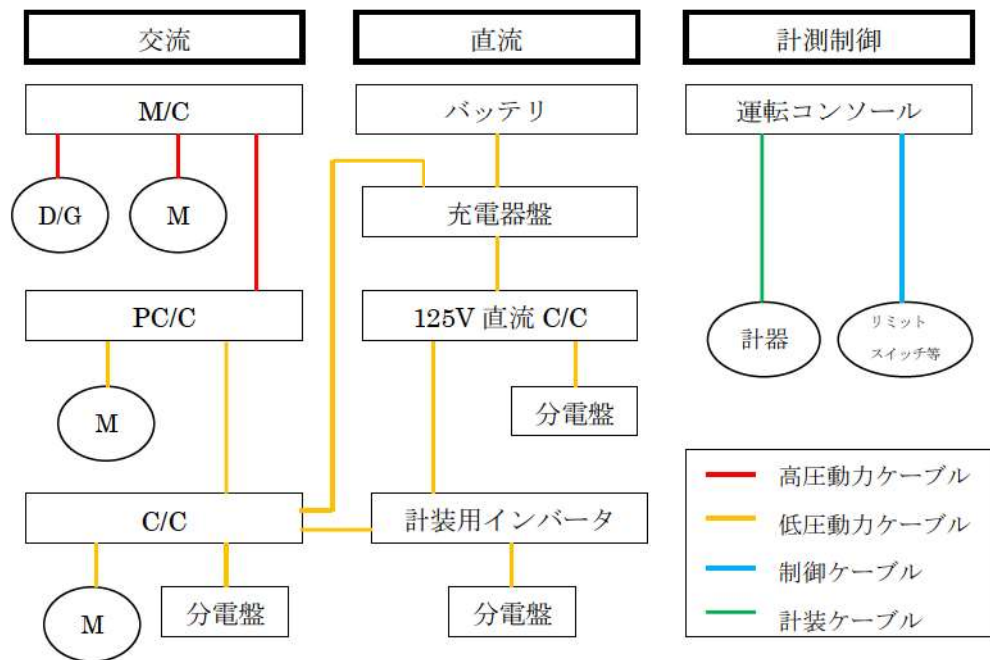 交流
直流
計測制御
M/C
バッテリ
運転コンソール
D/G
M
充電器盤
PC/C
125V 直流 C/C
計器
リミット
スイッチ等
M
分電盤
C/C
計装用インバータ
M
分電盤
分電盤
高圧動力ケーブル
低圧動力ケーブル
制御ケーブル
計装ケーブル